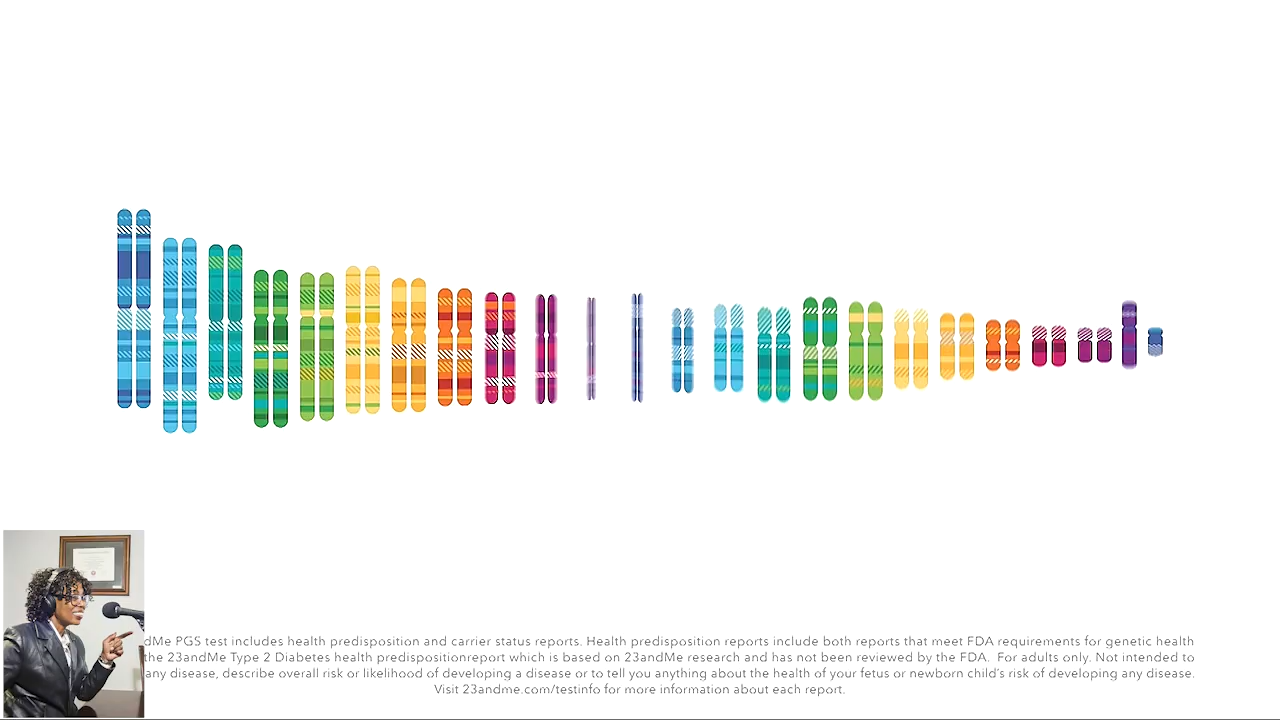 dMe PGS test includes health predisposition and carrier status reports. Health predisposition reports include both reports that meet FDA requirements for genetic health
the 23andMe Type 2 Diabetes health predispositionreport which is based on 23andMe research and has not been reviewed by the FDA. For adults only. Not intended to
any disease, describe overall risk or likelihood of developing a disease or to tell you anything about the health of your fetus or newborn child's risk of developing any disease.
Visit 23andme.com/testinfo for more information about each report.